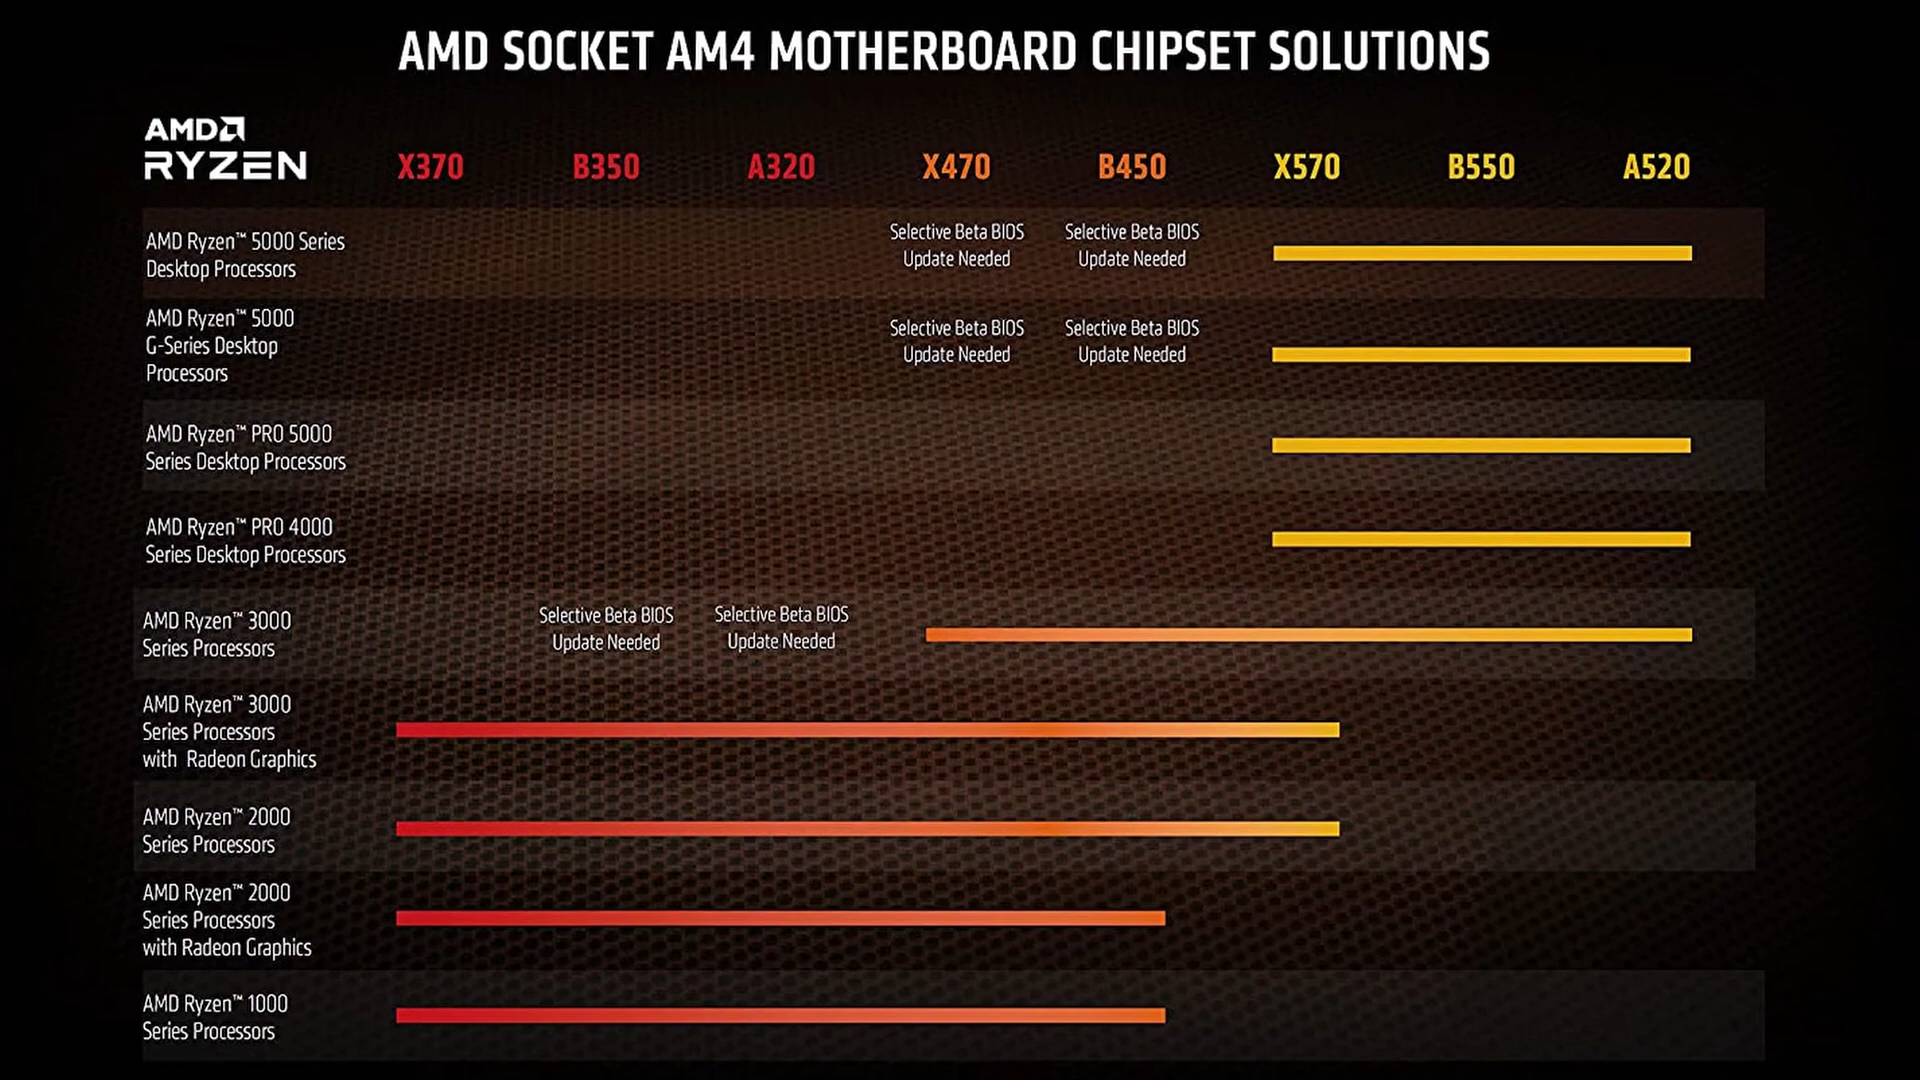 AMD SOCKET AM4 MOTHERBOARD CHIPSET SOLUTIONS
AMD
RYZEN
X370 B350 A320 X470 B450 X570 B550 A520
AMD Ryzen™ 5000 Series
Desktop Processors
Selective Beta BIOS
Update Needed
Selective Beta BIOS
Update Needed
AMD Ryzen™ 5000
G-Series Desktop
Processors
Selective Beta BIOS
Update Needed
Selective Beta BIOS
Update Needed
AMD Ryzen™ PRO 5000
Series Desktop Processors
AMD Ryzen™ PRO 4000
Series Desktop Processors
AMD Ryzen™ 3000
Series Processors
Selective Beta BIOS
Update Needed
Selective Beta BIOS
Update Needed
AMD Ryzen™ 3000
Series Processors
with Radeon Graphics
AMD Ryzen™ 2000
Series Processors
AMD Ryzen™ 2000
Series Processors
with Radeon Graphics
AMD Ryzen™ 1000
Series Processors